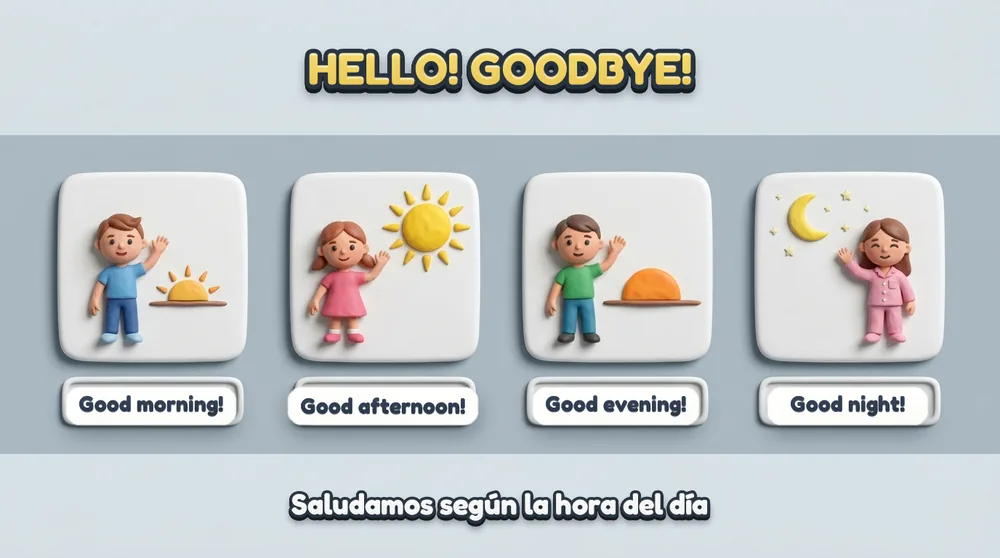 HELLO! GOODBYE!
Good morning!
Good afternoon!
Good evening!
Good night!
Saludamos según la hora del día